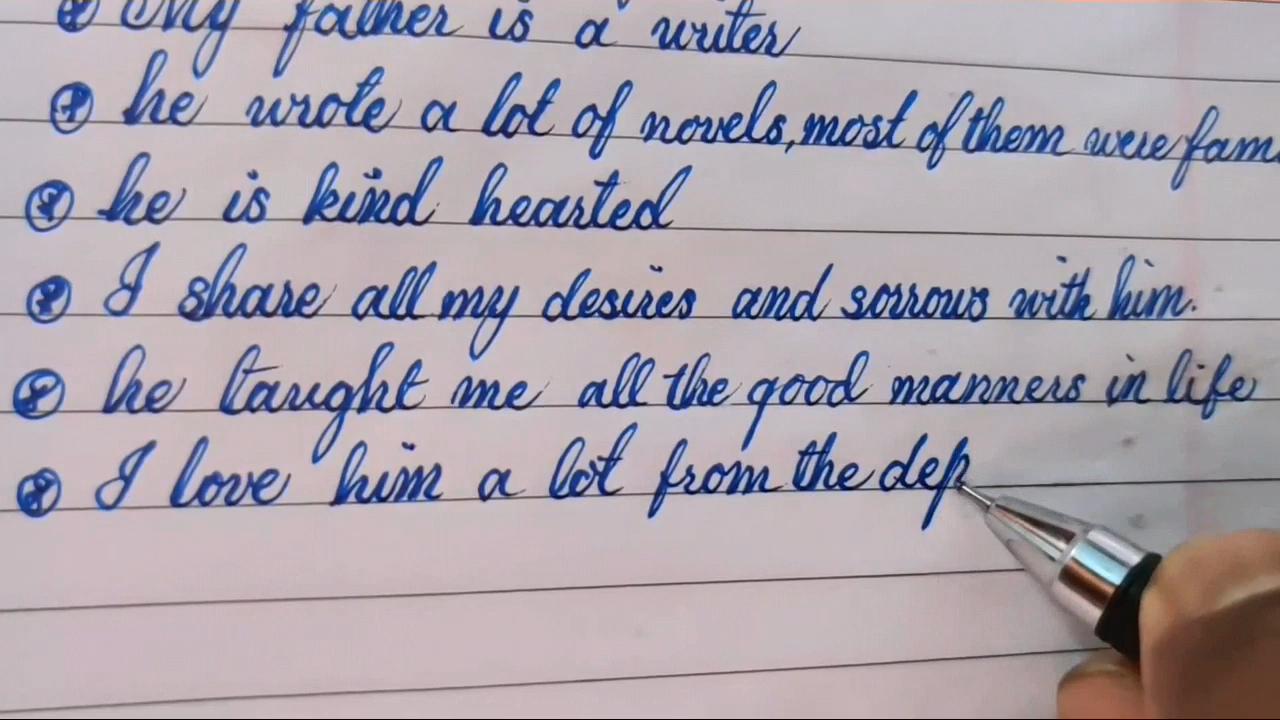 My father is a writer
he wrote a lot of novels, most of them were fam
he is kind hearted
I share all my desires and sorrows with him.
he taught me all the good manners in life
I love him a lot from the dep